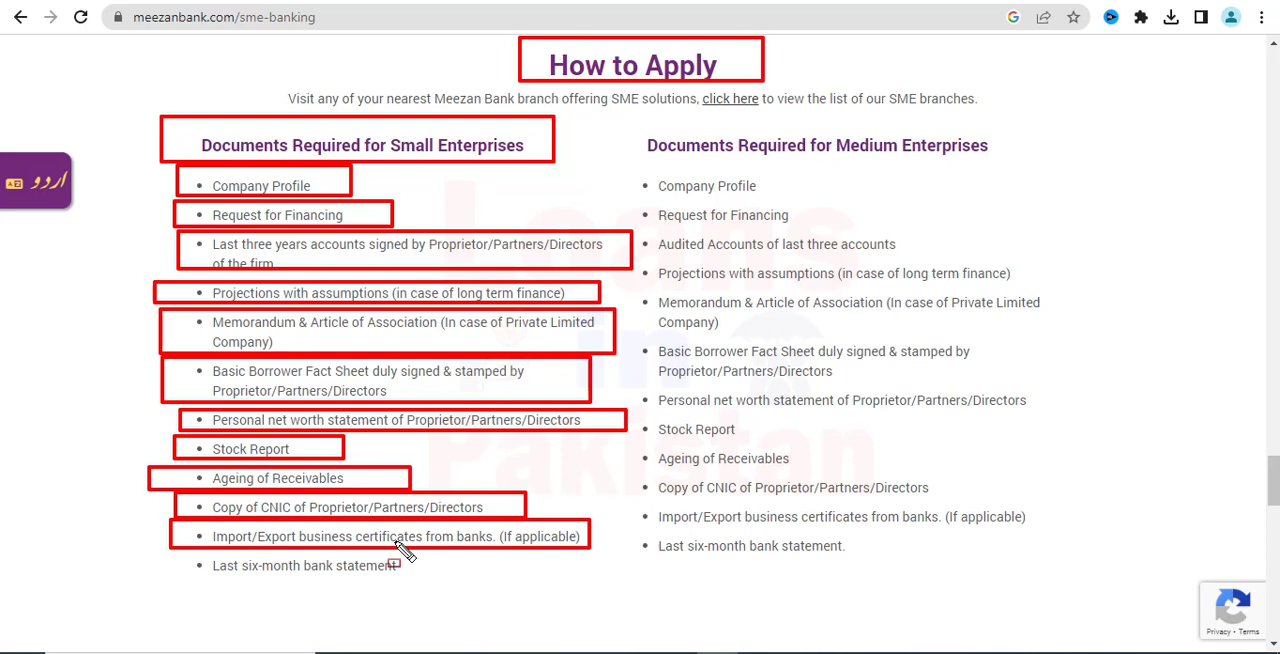 meezanbank.com/sme-banking
How to Apply
Visit any of your nearest Meezan Bank branch offering SME solutions, click here to view the list of our SME branches.
اردو
Documents Required for Small Enterprises
• Company Profile
• Request for Financing
• Last three years accounts signed by Proprietor/Partners/Directors
of the firm
• Projections with assumptions (in case of long term finance)
• Memorandum & Article of Association (In case of Private Limited
Company)
• Basic Borrower Fact Sheet duly signed & stamped by
Proprietor/Partners/Directors
• Personal net worth statement of Proprietor/Partners/Directors
• Stock Report
• Ageing of Receivables
• Copy of CNIC of Proprietor/Partners/Directors
• Import/Export business certificates from banks. (If applicable)
• Last six-month bank statement
Documents Required for Medium Enterprises
• Company Profile
• Request for Financing
• Audited Accounts of last three accounts
• Projections with assumptions (in case of long term finance)
• Memorandum & Article of Association (In case of Private Limited
Company)
• Basic Borrower Fact Sheet duly signed & stamped by
Proprietor/Partners/Directors
• Personal net worth statement of Proprietor/Partners/Directors
• Stock Report
• Ageing of Receivables
• Copy of CNIC of Proprietor/Partners/Directors
• Import/Export business certificates from banks. (If applicable)
• Last six-month bank statement.
Loans
in
Pakistan
Privacy - Terms